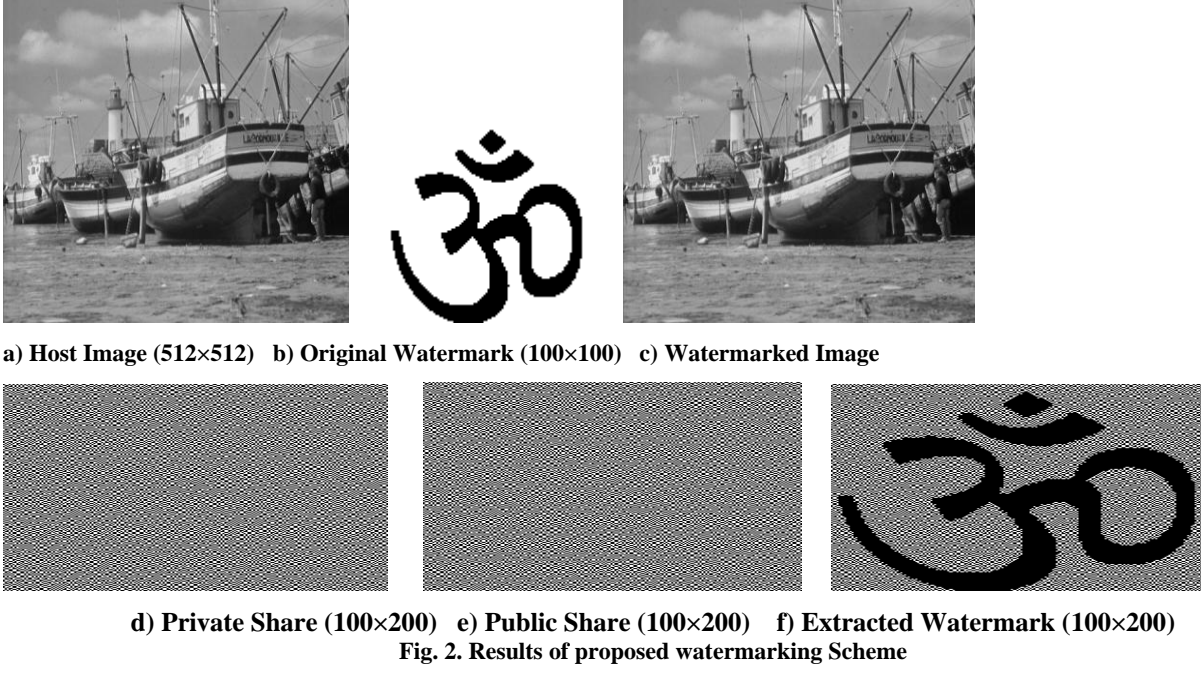 a) Host Image (512×512) b) Original Watermark (100×100) c) Watermarked Image
ॐ
d) Private Share (100×200) e) Public Share (100×200) f) Extracted Watermark (100×200)
ॐ
Fig. 2. Results of proposed watermarking Scheme